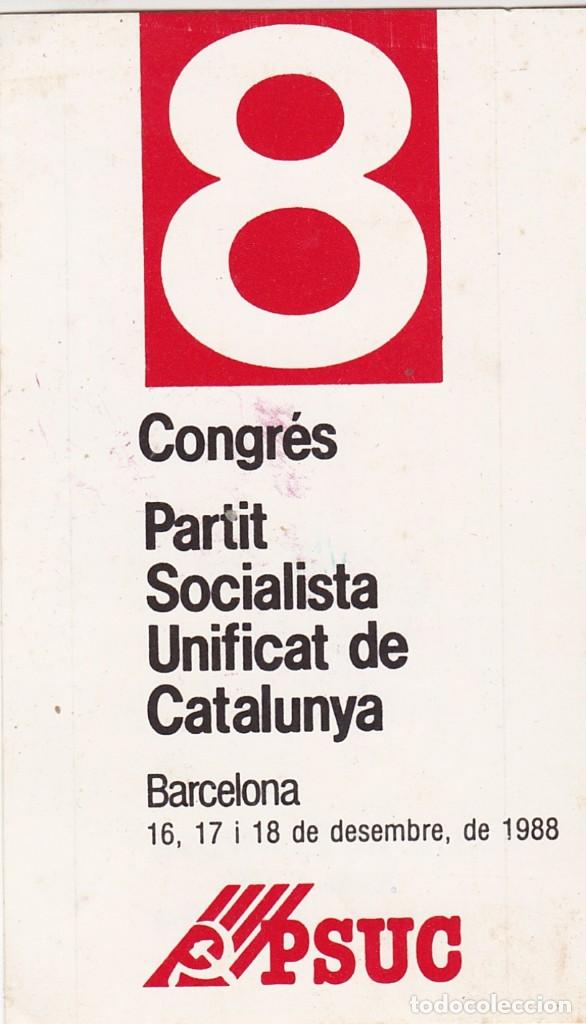 8
Congrés
Partit
Socialista
Unificat de
Catalunya
Barcelona
16, 17 i 18 de desembre, de 1988
PSUC
todocoleccion